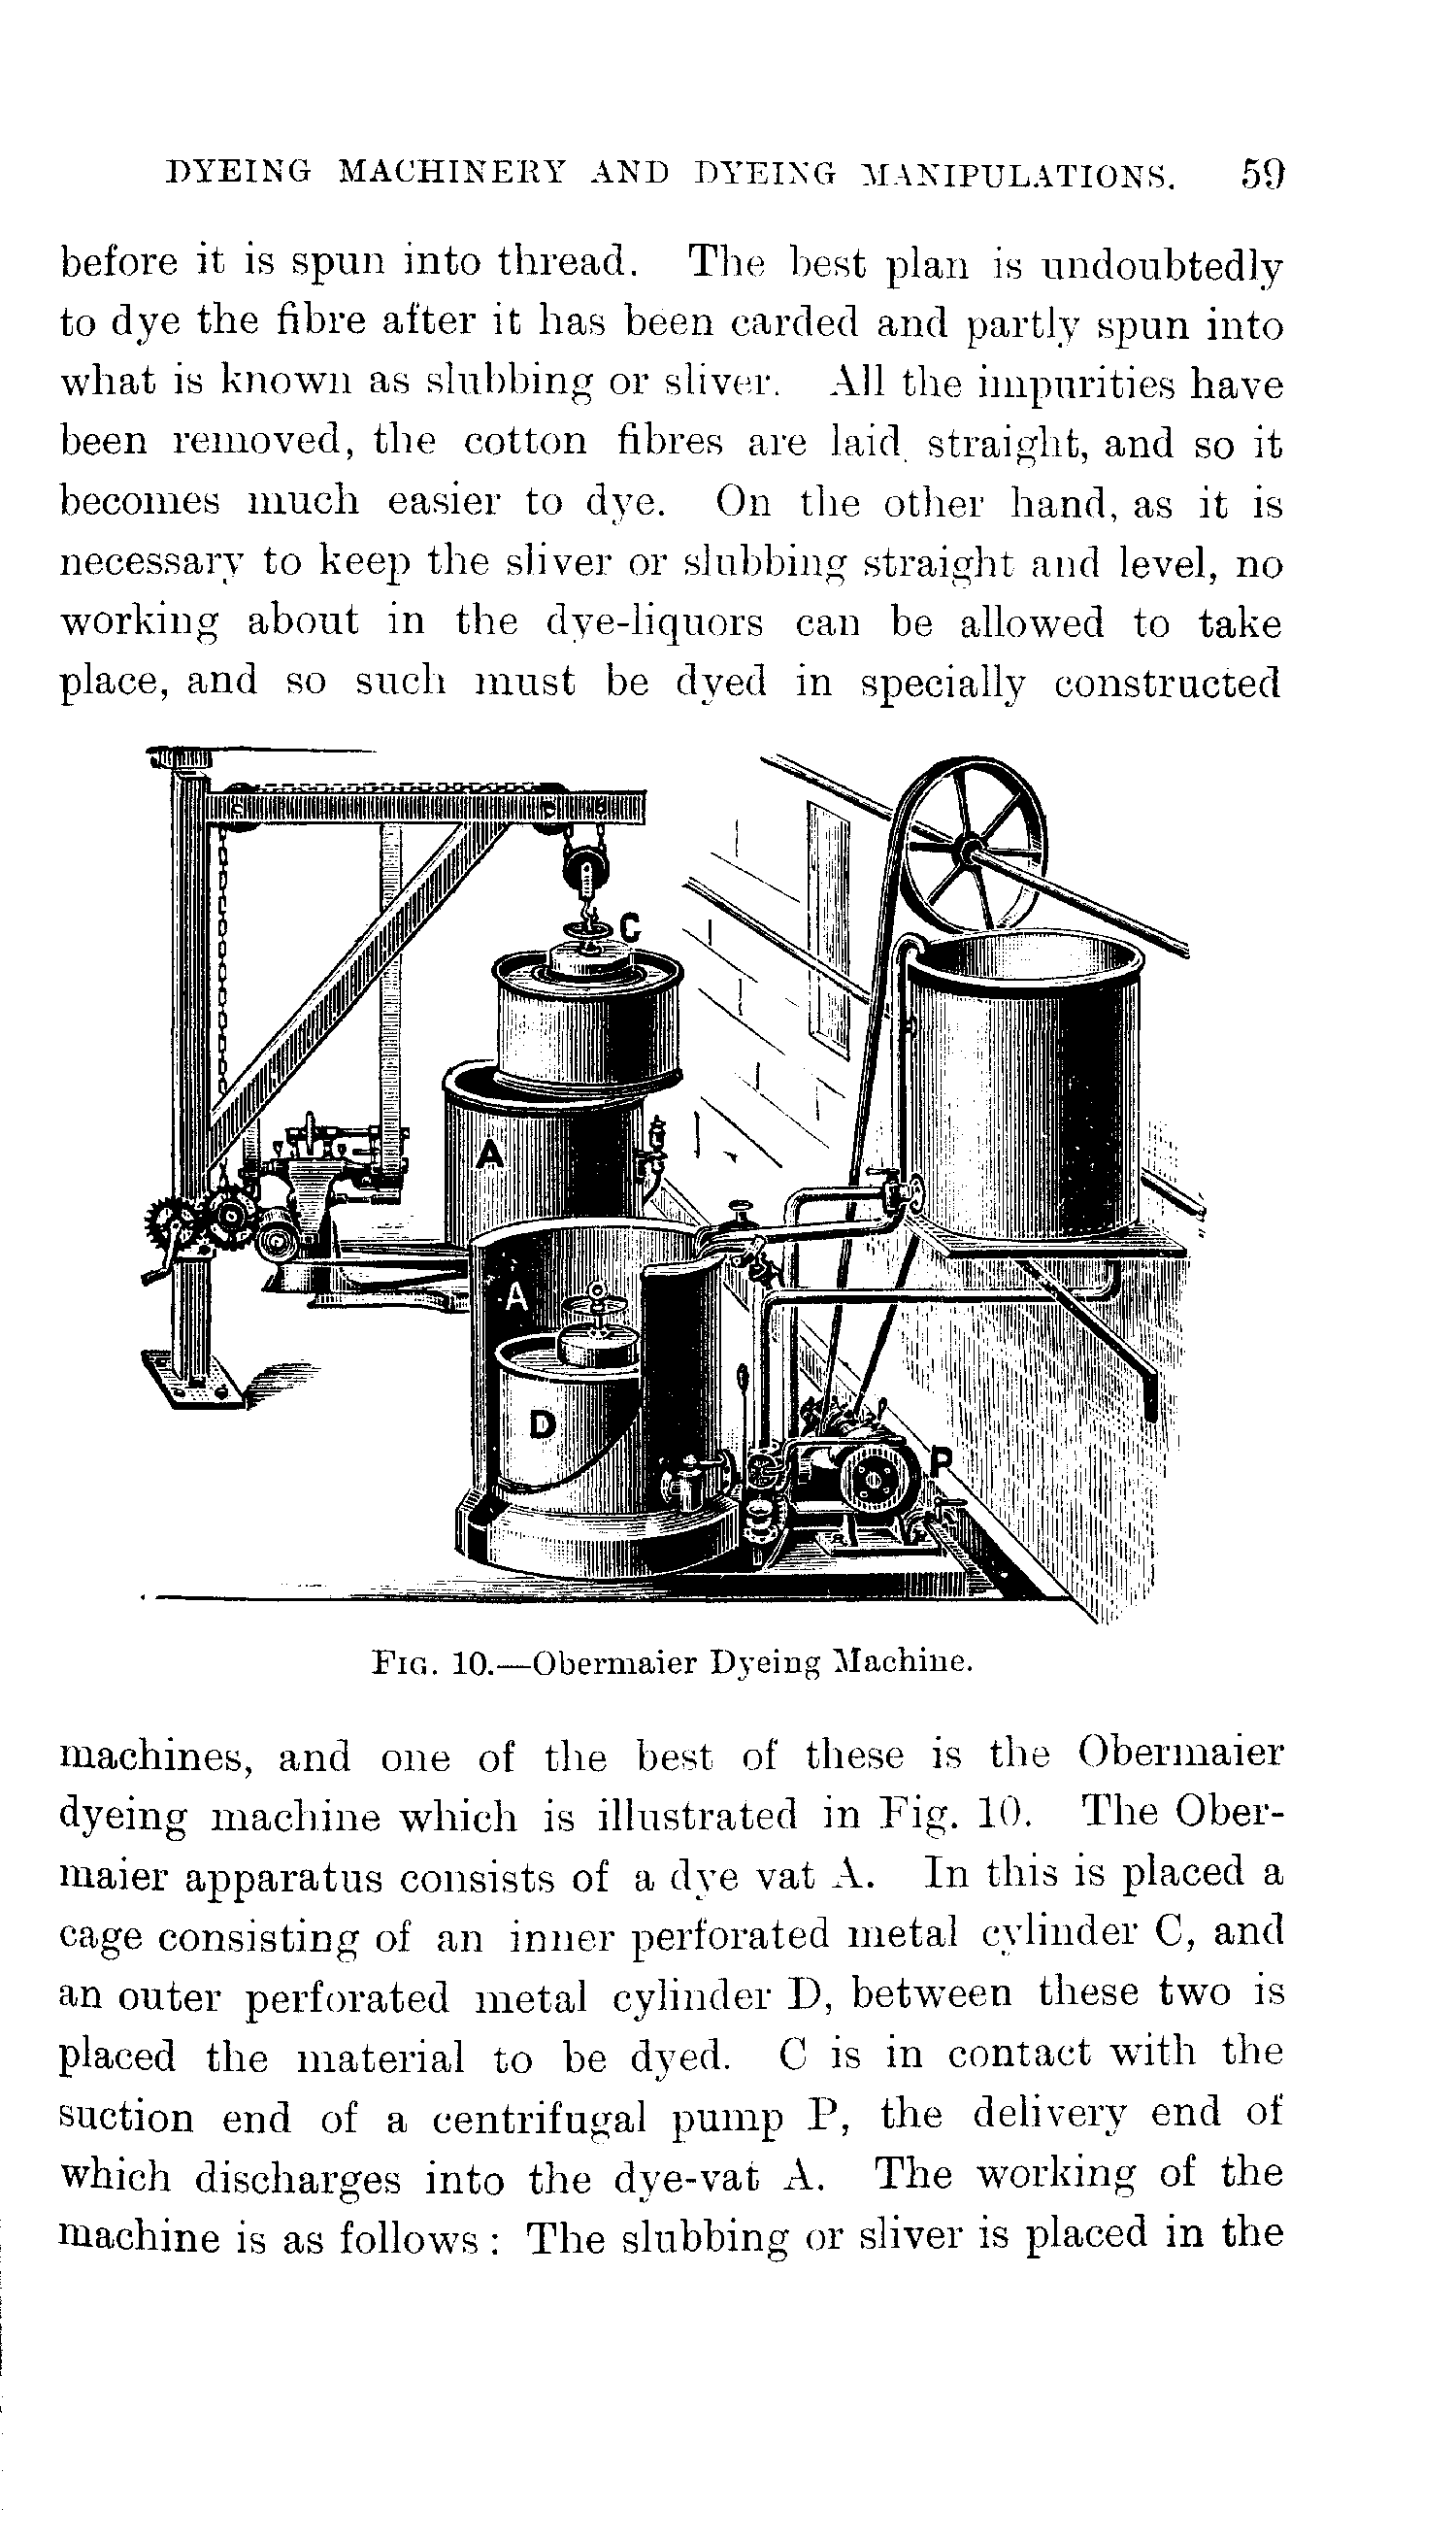 DYEING MACHINERY AND DYEING MANIPULATIONS. 59
before it is spun into thread. The best plan is undoubtedly
to dye the fibre after it has been carded and partly spun into
what is known as slubbing or sliver. All the impurities have
been removed, the cotton fibres are laid straight, and so it
becomes much easier to dye. On the other hand, as it is
necessary to keep the sliver or slubbing straight and level, no
working about in the dye-liquors can be allowed to take
place, and so such must be dyed in specially constructed
C
A
A
D
P
FIG. 10.—Obermaier Dyeing Machine.
machines, and one of the best of these is the Obermaier
dyeing machine which is illustrated in Fig. 10. The Ober-
maier apparatus consists of a dye vat A. In this is placed a
cage consisting of an inner perforated metal cylinder C, and
an outer perforated metal cylinder D, between these two is
placed the material to be dyed. C is in contact with the
suction end of a centrifugal pump P, the delivery end of
which discharges into the dye-vat A. The working of the
machine is as follows: The slubbing or sliver is placed in the